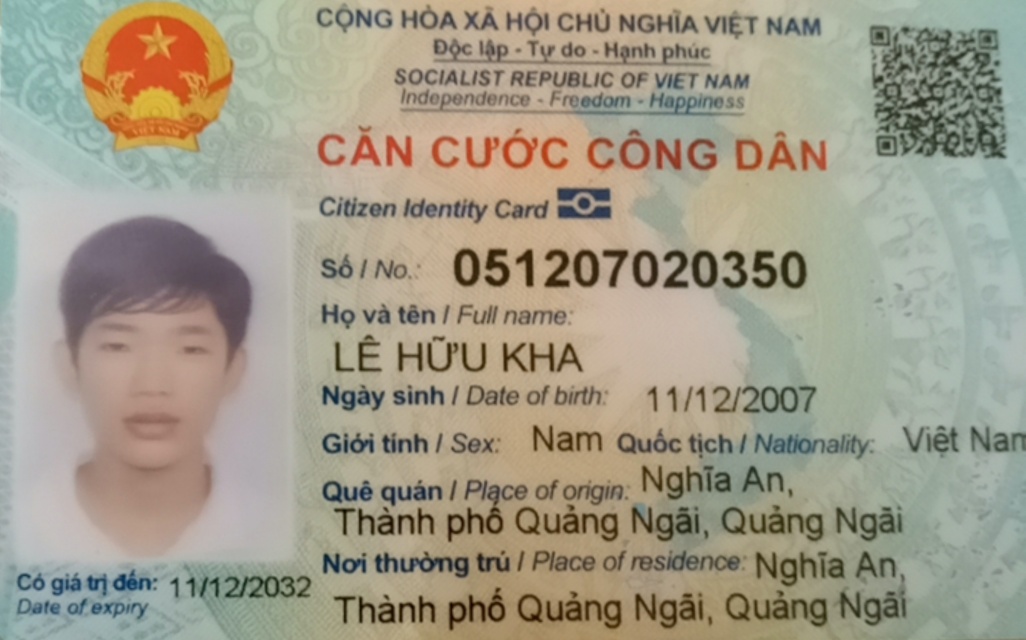 CỘNG HÒA XÃ HỘI CHỦ NGHĨA VIỆT NAM
Độc lập - Tự do - Hạnh phúc
SOCIALIST REPUBLIC OF VIET NAM
Independence - Freedom - Happiness
CĂN CƯỚC CÔNG DÂN
Citizen Identity Card
Số / No.: 051207020350
Họ và tên / Full name:
LÊ HỮU KHA
Ngày sinh / Date of birth: 11/12/2007
Giới tính / Sex: Nam Quốc tịch / Nationality: Việt Nam
Quê quán / Place of origin: Nghĩa An,
Thành phố Quảng Ngãi, Quảng Ngãi
Nơi thường trú / Place of residence: Nghĩa An,
Thành phố Quảng Ngãi, Quảng Ngãi
Có giá trị đến: 11/12/2032
Date of expiry
VIỆT NAM